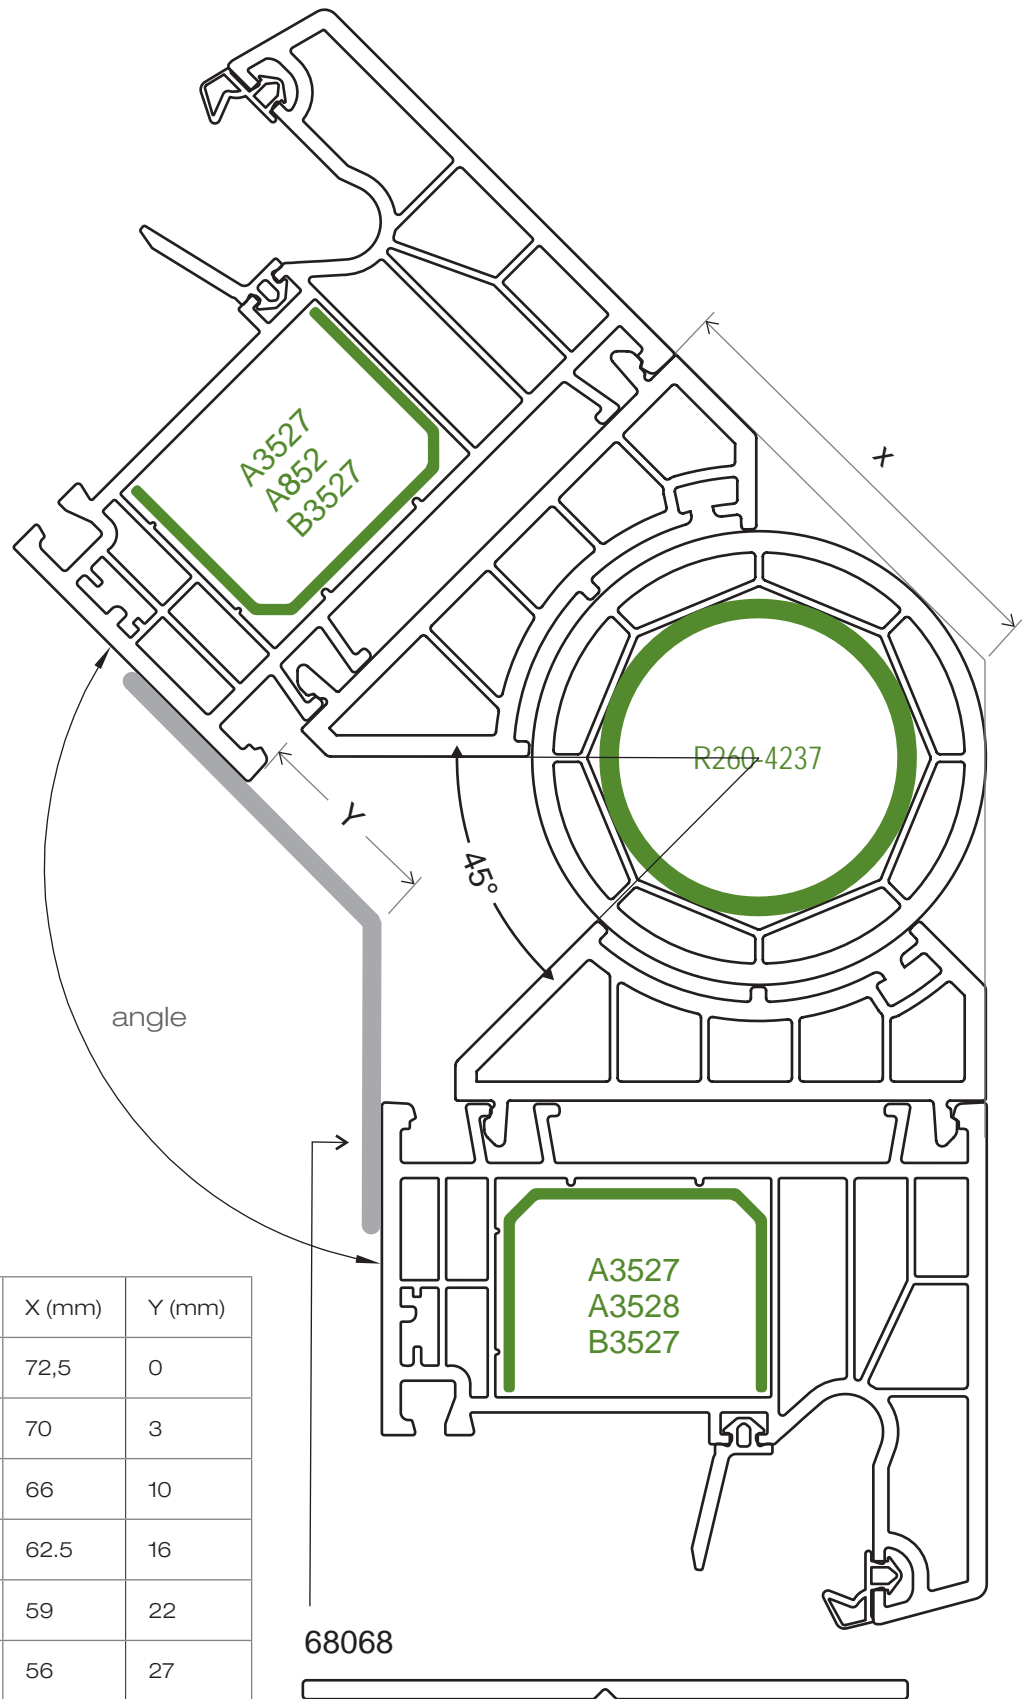 A3527
A852
B3527
X
R260-4237
Y
45°
angle
A3527
A3528
B3527
X (mm) Y (mm)
72,5 0
70 3
66 10
62.5 16
59 22
56 27
68068